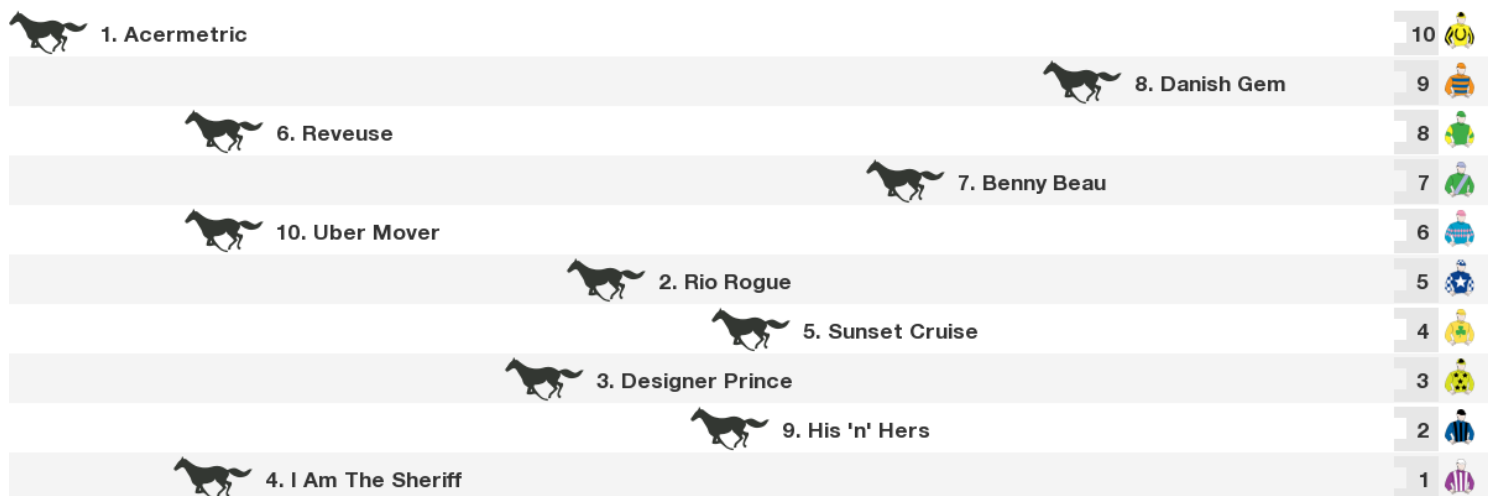 1. Acermetric 10
8. Danish Gem 9
6. Reveuse 8
7. Benny Beau 7
10. Uber Mover 6
2. Rio Rogue 5
5. Sunset Cruise 4
3. Designer Prince 3
9. His 'n' Hers 2
4. I Am The Sheriff 1